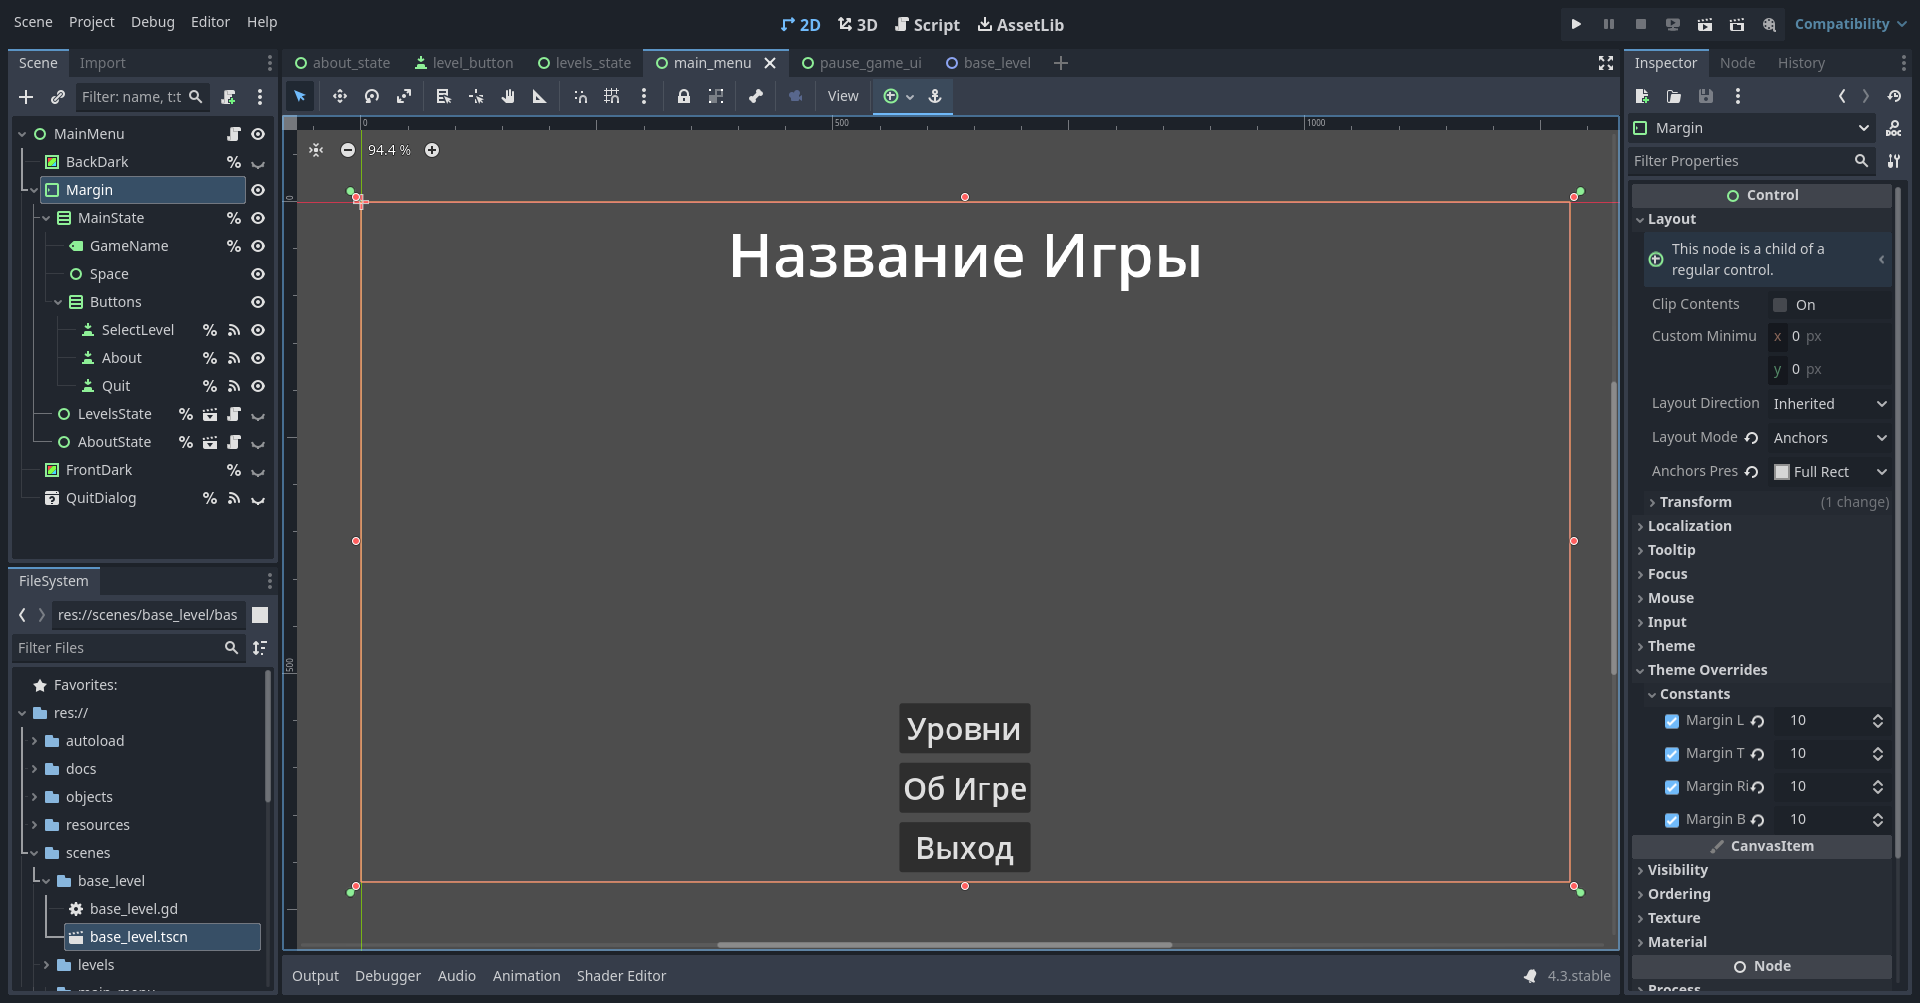 Scene Project Debug Editor Help
2D 3D Script AssetLib
Compatibility
Scene Import
about_state level_button levels_state main_menu pause_game_ui base_level
Inspector Node History
Filter: name, t:t
View
MainMenu
BackDark
Margin
MainState
GameName
Space
Buttons
SelectLevel
About
Quit
LevelsState
AboutState
FrontDark
QuitDialog
FileSystem
res://scenes/base_level/bas
Filter Files
Favorites:
res://
autoload
docs
objects
resources
scenes
base_level
base_level.gd
base_level.tscn
levels
0 500 1000
94.4 %
0
500
Название Игры
Уровни
Об Игре
Выход
Output Debugger Audio Animation Shader Editor
4.3.stable
Margin
Filter Properties
Control
Layout
This node is a child of a
regular control.
Clip Contents On
Custom Minimu x 0 px
y 0 px
Layout Direction Inherited
Layout Mode Anchors
Anchors Pres Full Rect
Transform (1 change)
Localization
Tooltip
Focus
Mouse
Input
Theme
Theme Overrides
Constants
Margin L 10
Margin T 10
Margin Ri 10
Margin B 10
CanvasItem
Visibility
Ordering
Texture
Material
Node
Process